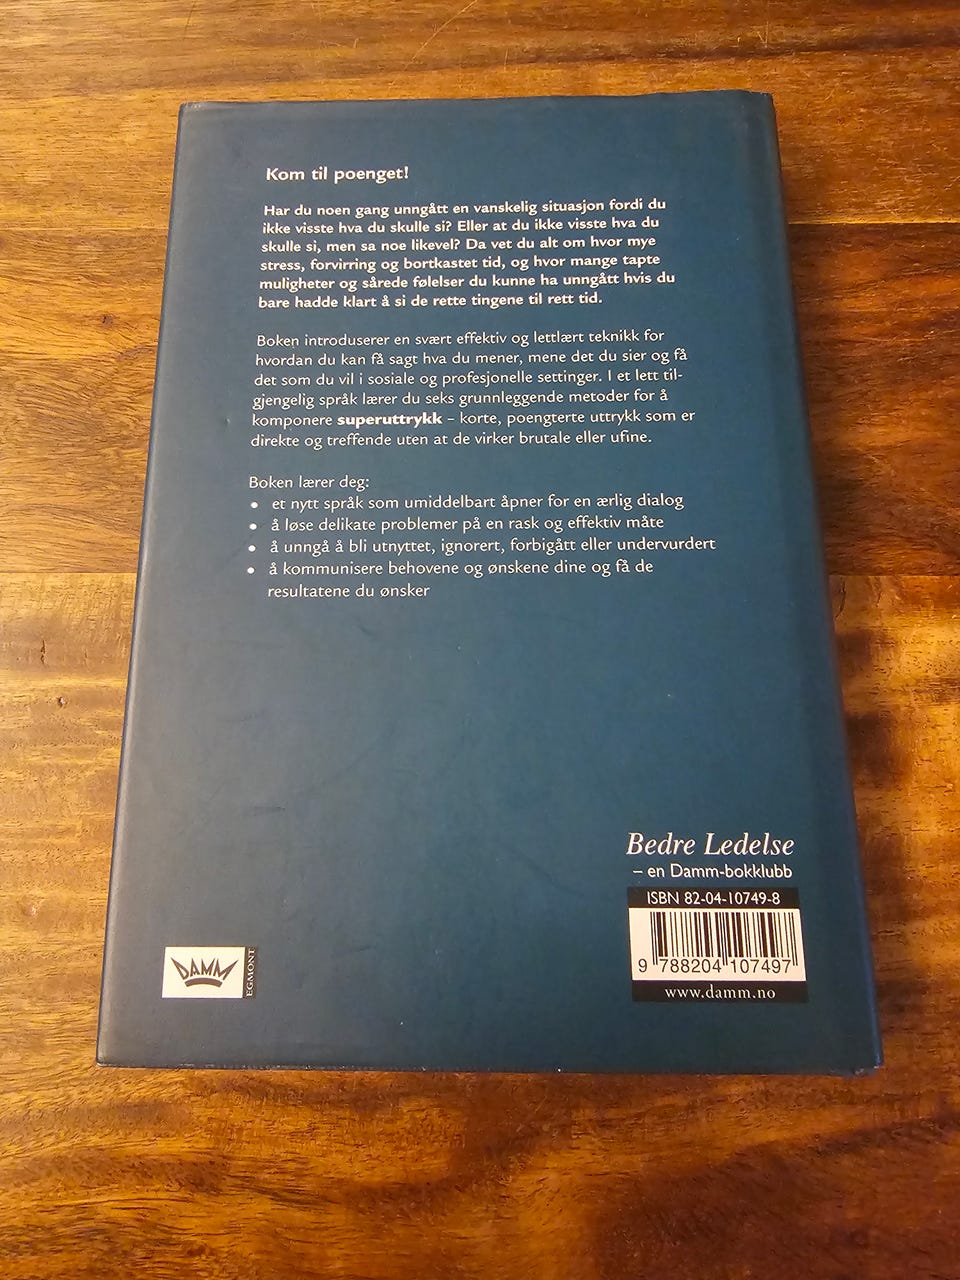 Kom til poenget!
Har du noen gang unngått en vanskelig situasjon fordi du
ikke visste hva du skulle si? Eller at du ikke visste hva du
skulle si, men sa noe likevel? Da vet du alt om hvor mye
stress, forvirring og bortkastet tid, og hvor mange tapte
muligheter og sårede følelser du kunne ha unngått hvis du
bare hadde klart å si de rette tingene til rett tid.
Boken introduserer en svært effektiv og lettlært teknikk for
hvordan du kan få sagt hva du mener, mene det du sier og få
det som du vil i sosiale og profesjonelle settinger. I et lett til-
gjengelig språk lærer du seks grunnleggende metoder for å
komponere superuttrykk – korte, poengterte uttrykk som er
direkte og treffende uten at de virker brutale eller ufine.
Boken lærer deg:
• et nytt språk som umiddelbart åpner for en ærlig dialog
• å løse delikate problemer på en rask og effektiv måte
• å unngå å bli utnyttet, ignorert, forbigått eller undervurdert
• å kommunisere behovene og ønskene dine og få de
resultatene du ønsker
Bedre Ledelse
– en Damm-bokklubb
ISBN 82-04-10749-8
9 788204 107497
www.damm.no
DAMM
EGMONT